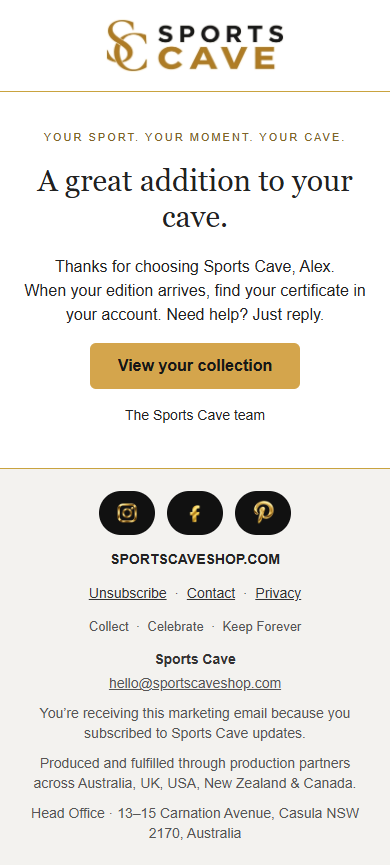 SC SPORTS
CAVE
YOUR SPORT. YOUR MOMENT. YOUR CAVE.
A great addition to your
cave.
Thanks for choosing Sports Cave, Alex.
When your edition arrives, find your certificate in
your account. Need help? Just reply.
View your collection
The Sports Cave team
SPORTSCAVESHOP.COM
Unsubscribe · Contact · Privacy
Collect · Celebrate · Keep Forever
Sports Cave
hello@sportscaveshop.com
You’re receiving this marketing email because you
subscribed to Sports Cave updates.
Produced and fulfilled through production partners
across Australia, UK, USA, New Zealand & Canada.
Head Office · 13–15 Carnation Avenue, Casula NSW
2170, Australia